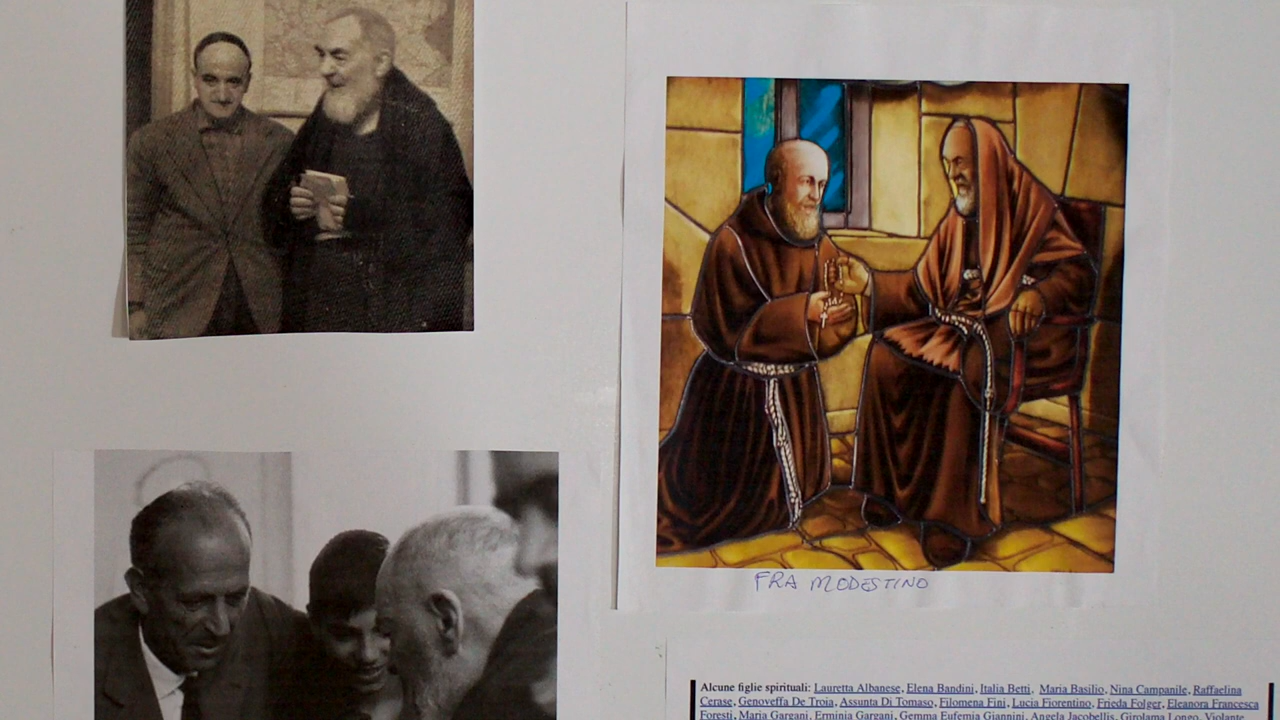 FRA MODESTINO
Alcune figlie spirituali: Lauretta Albanese, Elena Bandini, Italia Betti, Maria Basilio, Nina Campanile, Raffaelina
Cerase, Genoveffa De Troia, Assunta Di Tomaso, Filomena Fini, Lucia Fiorentino, Frieda Folger, Eleanora Francesca
Foresti, Maria Gargani, Erminia Gargani, Gemma Eufemia Giannini, Angela Jacobellis, Girolama Longo, Violante